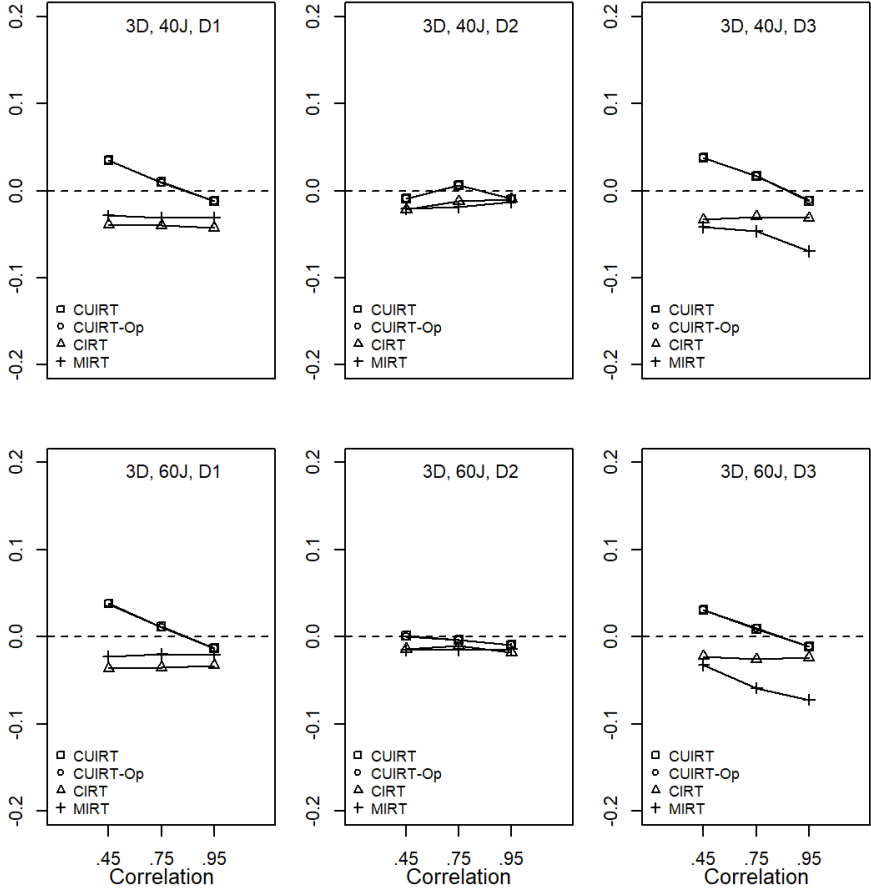 3D, 40J, D1
0.2
0.1
0.0
-0.1
-0.2
CUIRT
CUIRT-Op
CIRT
MIRT
3D, 40J, D2
0.2
0.1
0.0
-0.1
-0.2
CUIRT
CUIRT-Op
CIRT
MIRT
3D, 40J, D3
0.2
0.1
0.0
-0.1
-0.2
CUIRT
CUIRT-Op
CIRT
MIRT
3D, 60J, D1
0.2
0.1
0.0
-0.1
-0.2
CUIRT
CUIRT-Op
CIRT
MIRT
.45 .75 .95
Correlation
3D, 60J, D2
0.2
0.1
0.0
-0.1
-0.2
CUIRT
CUIRT-Op
CIRT
MIRT
.45 .75 .95
Correlation
3D, 60J, D3
0.2
0.1
0.0
-0.1
-0.2
CUIRT
CUIRT-Op
CIRT
MIRT
.45 .75 .95
Correlation